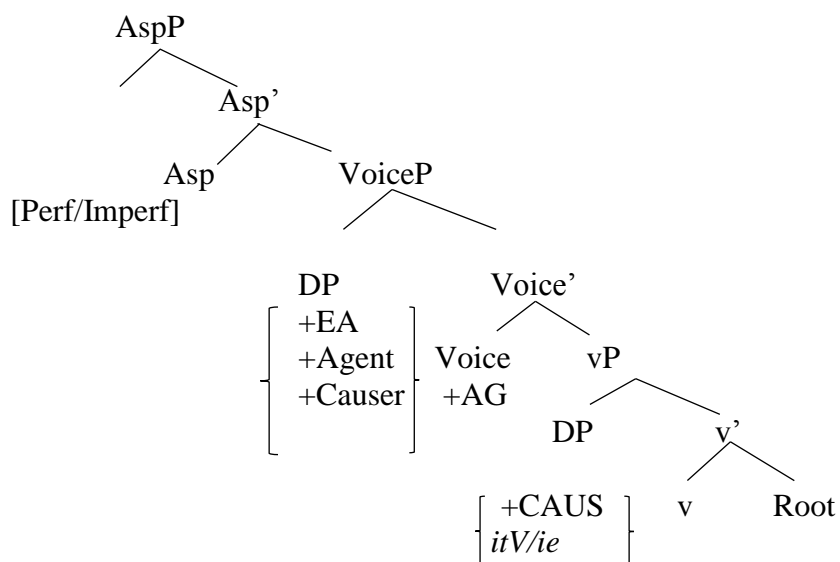 AspP
Asp’
Asp VoiceP
[Perf/Imperf]
DP Voice’
+EA
+Agent Voice vP
+Causer +AG
DP v’
+CAUS v Root
itV/ie